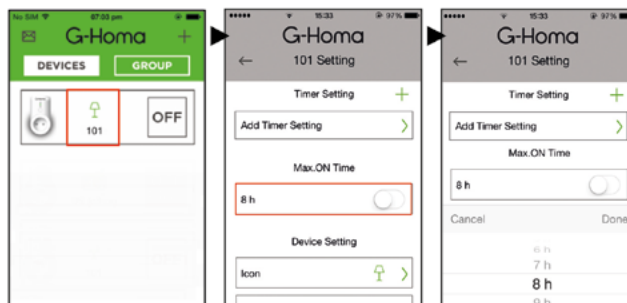 No SIM 07:03 pm
G-Homa
DEVICES GROUP
101
OFF
15:33 97%
G-Homa
101 Setting
Timer Setting
Add Timer Setting
Max.ON Time
8 h
Device Setting
Icon
15:33 97%
G-Homa
101 Setting
Timer Setting
Add Timer Setting
Max.ON Time
8 h
Cancel Done
6 h
7 h
8 h
9 h